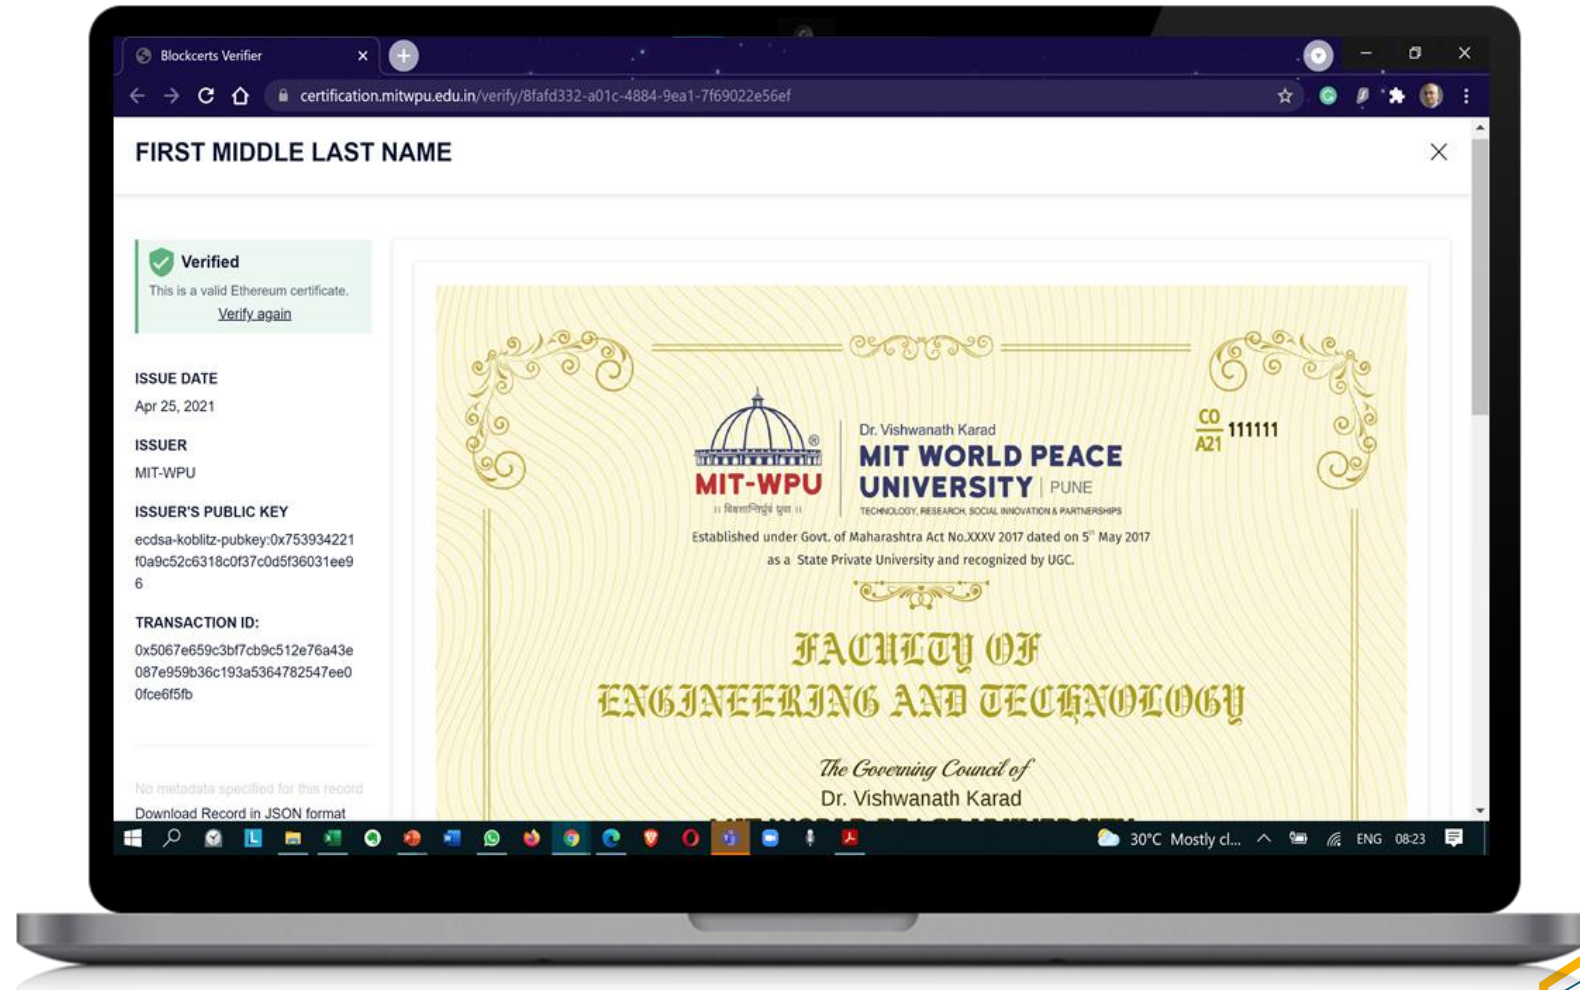 Blockcerts Verifier
certification.mitwpu.edu.in/verify/8fafd332-a01c-4884-9ea1-7f69022e56ef
FIRST MIDDLE LAST NAME
Verified
This is a valid Ethereum certificate.
Verify again
ISSUE DATE
Apr 25, 2021
ISSUER
MIT-WPU
ISSUER'S PUBLIC KEY
ecdsa-koblitz-pubkey:0x753934221
f0a9c52c6318c0f37c0d5f36031ee9
6
TRANSACTION ID:
0x5067e659c3bf7cb9c512e76a43e
087e959b36c193a5364782547ee0
0fce6f5fb
No metadata specified for this record
Download Record in JSON format
CO
A21 111111
®
MIT-WPU
Dr. Vishwanath Karad
MIT WORLD PEACE
UNIVERSITY | PUNE
TECHNOLOGY, RESEARCH, SOCIAL INNOVATION & PARTNERSHIPS
Established under Govt. of Maharashtra Act No.XXXV 2017 dated on 5th May 2017
as a State Private University and recognized by UGC.
FACULTY OF
ENGINEERING AND TECHNOLOGY
The Governing Council of
Dr. Vishwanath Karad
30°C Mostly cl... ENG 08:23